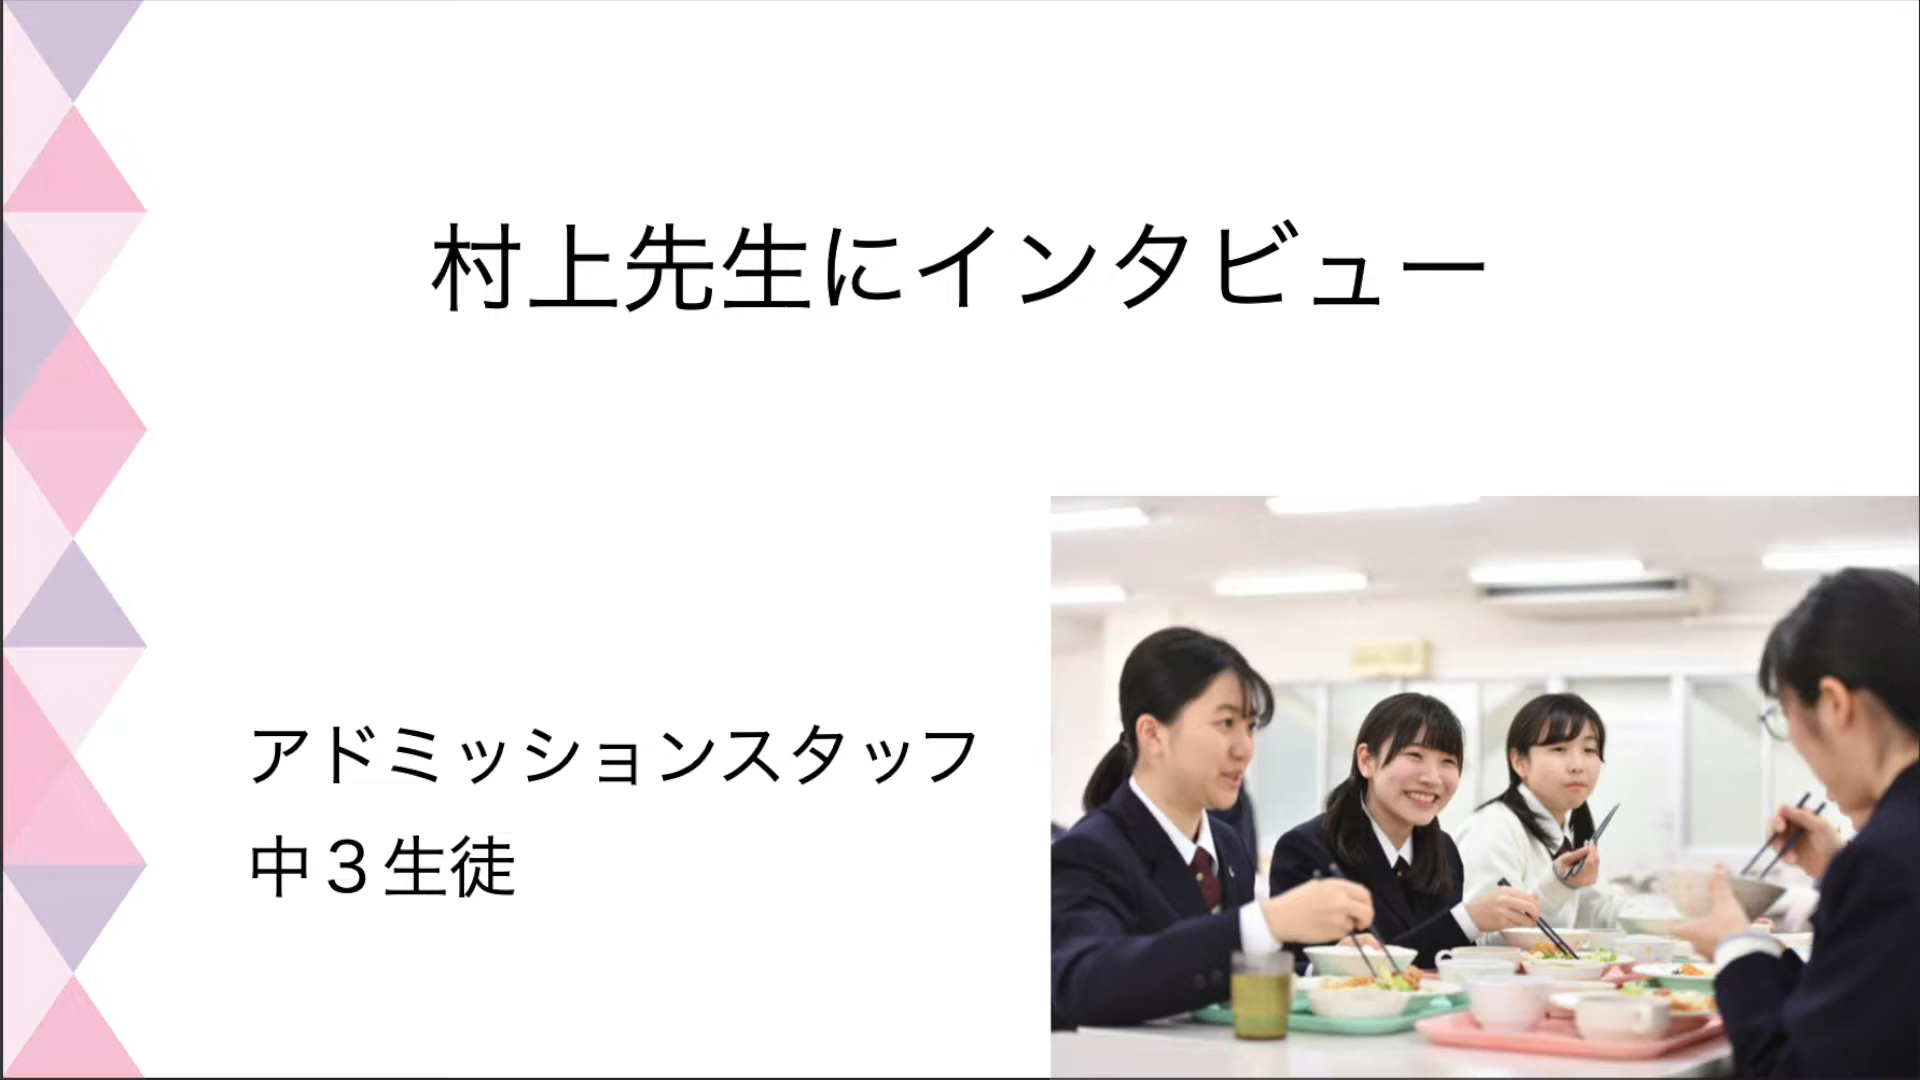 村上先生にインタビュー
アドミッションスタッフ
中３生徒